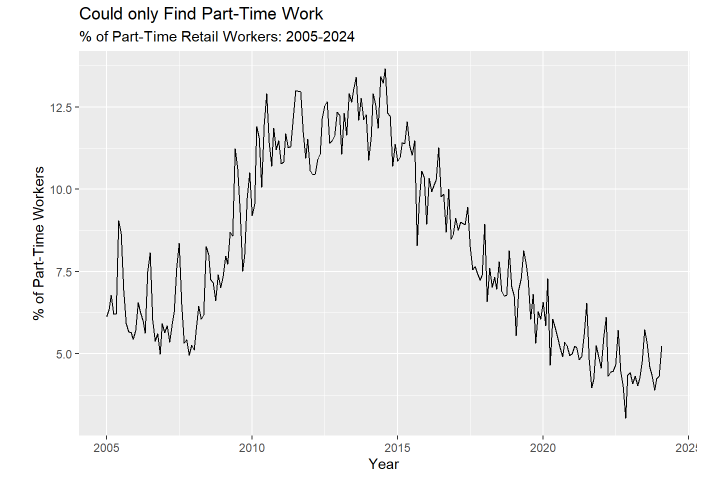 Could only Find Part-Time Work
% of Part-Time Retail Workers: 2005-2024
% of Part-Time Workers
12.5
10.0
7.5
5.0
2005 2010 2015 2020 2025
Year